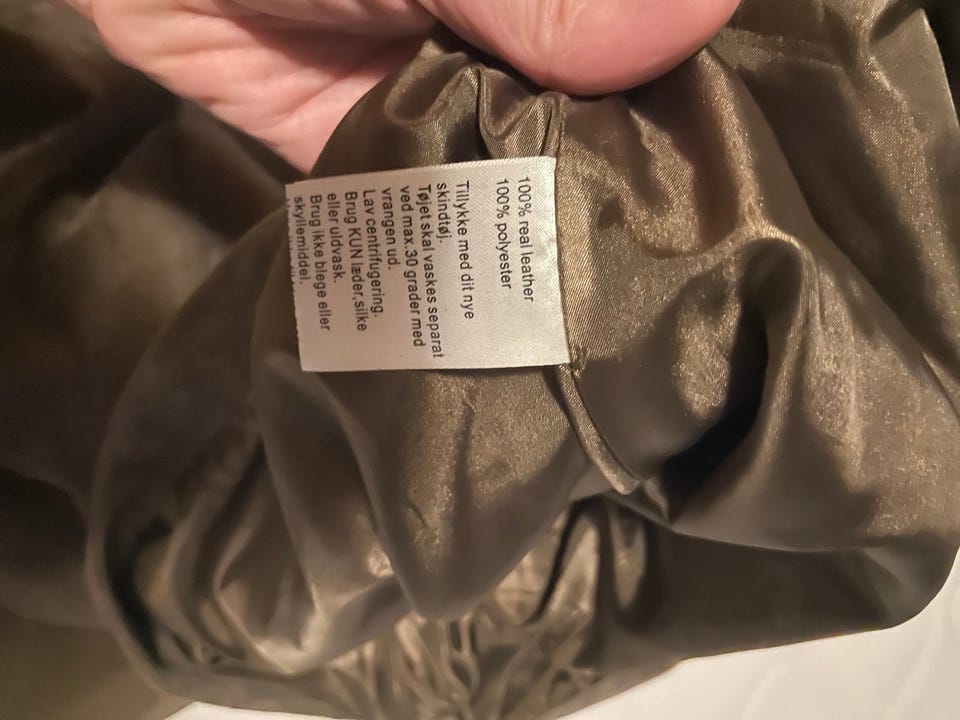 100% real leather
100% polyester
Tillykke med dit nye
skindtøj.
Tøjet skal vaskes separat
ved max.30 grader med
vrangen ud.
Lav centrifugering.
Brug KUN læder,silke
eller uldvask.
Brug ikke blege eller
skyllemiddel.